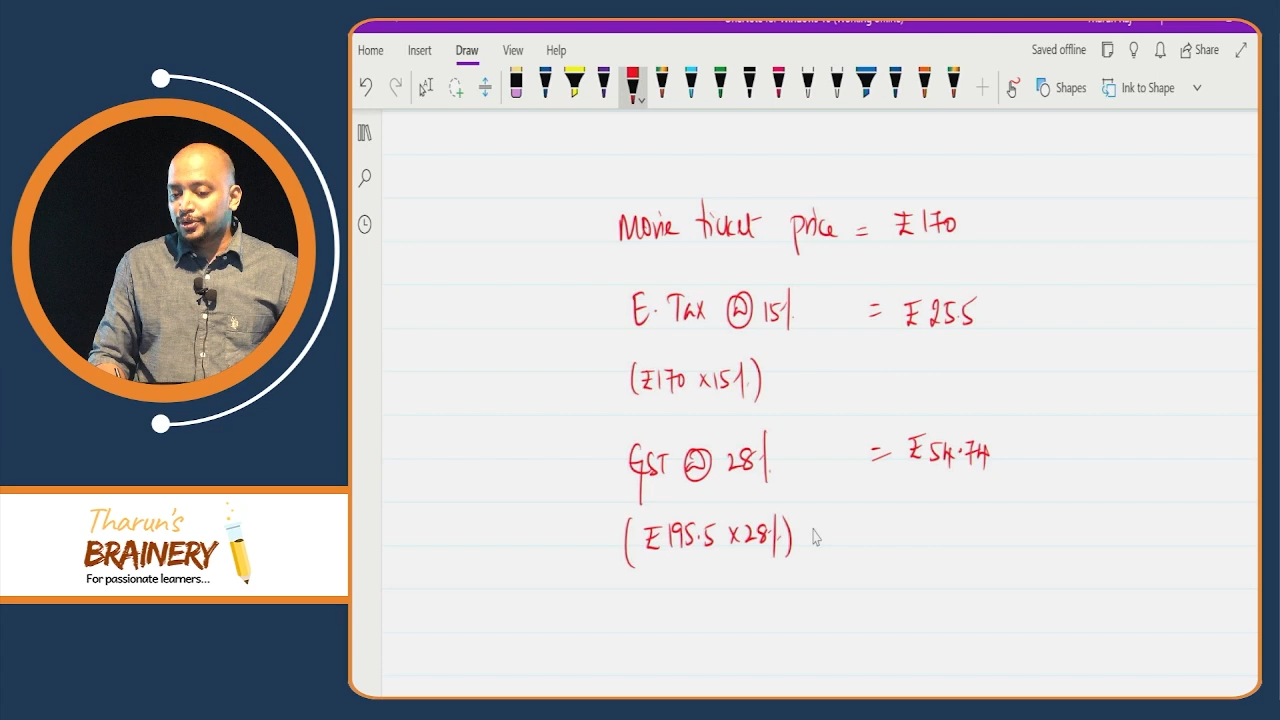 Home Insert Draw View Help Saved offline Share
Shapes Ink to Shape
Movie ticket price = ₹170
E. Tax @ 15% = ₹25.5
(₹170 x 15%)
GST @ 28% = ₹54.74
(₹195.5 x 28%)
Tharun's
BRAINERY
For passionate learners...